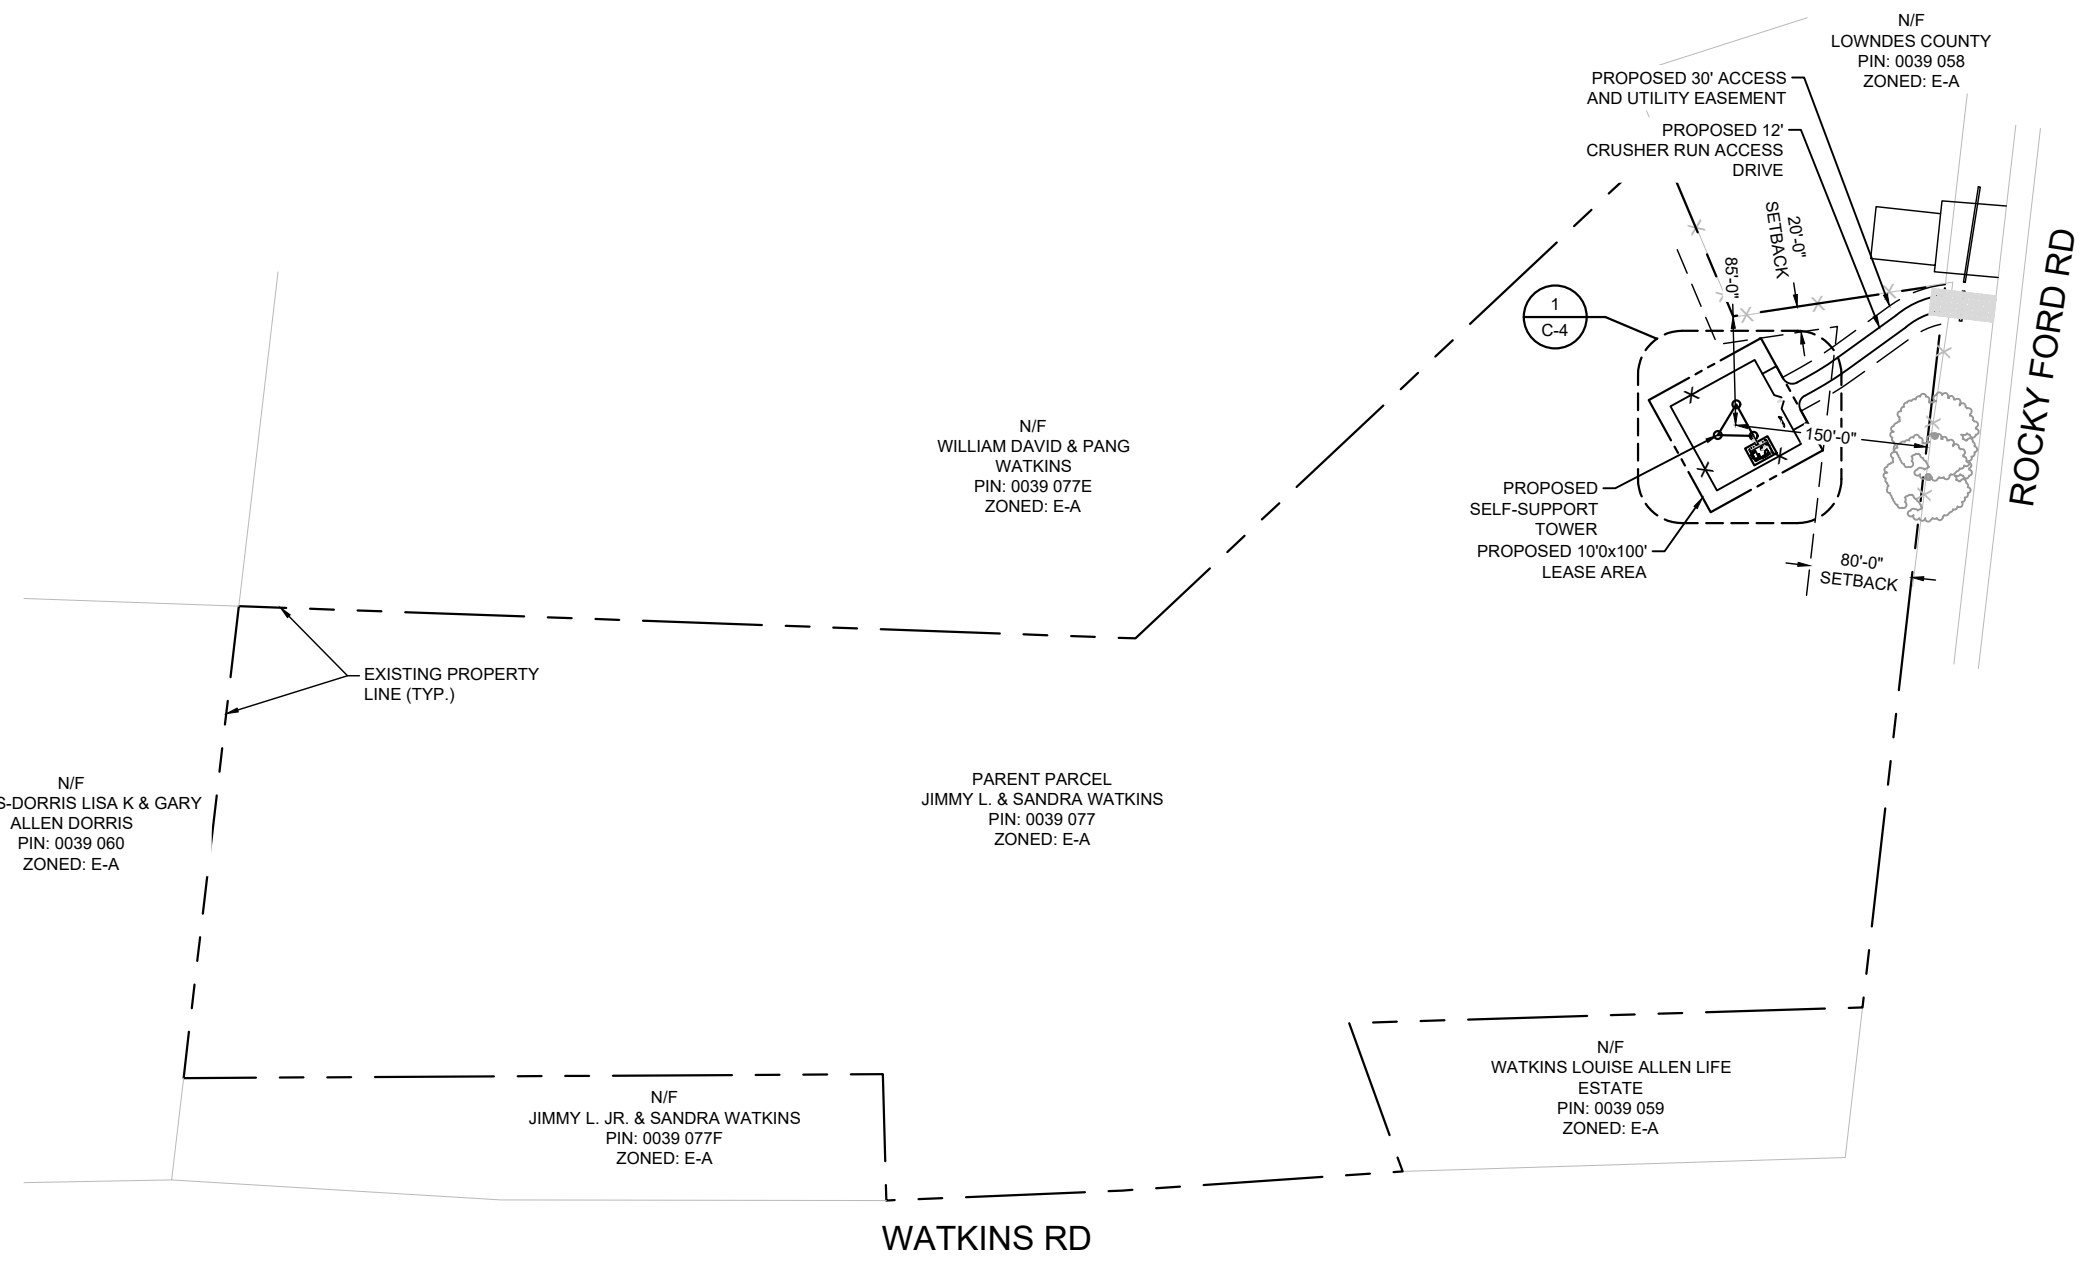 N/F
LOWNDES COUNTY
PIN: 0039 058
ZONED: E-A
PROPOSED 30' ACCESS
AND UTILITY EASEMENT
PROPOSED 12'
CRUSHER RUN ACCESS
DRIVE
20'-0"
SETBACK
85'-0"
ROCKY FORD RD
1
C-4
150'-0"
N/F
WILLIAM DAVID & PANG
WATKINS
PIN: 0039 077E
ZONED: E-A
PROPOSED
SELF-SUPPORT
TOWER
PROPOSED 10'0x100'
LEASE AREA
80'-0"
SETBACK
EXISTING PROPERTY
LINE (TYP.)
N/F
S-DORRIS LISA K & GARY
ALLEN DORRIS
PIN: 0039 060
ZONED: E-A
PARENT PARCEL
JIMMY L. & SANDRA WATKINS
PIN: 0039 077
ZONED: E-A
N/F
WATKINS LOUISE ALLEN LIFE
ESTATE
PIN: 0039 059
ZONED: E-A
N/F
JIMMY L. JR. & SANDRA WATKINS
PIN: 0039 077F
ZONED: E-A
WATKINS RD